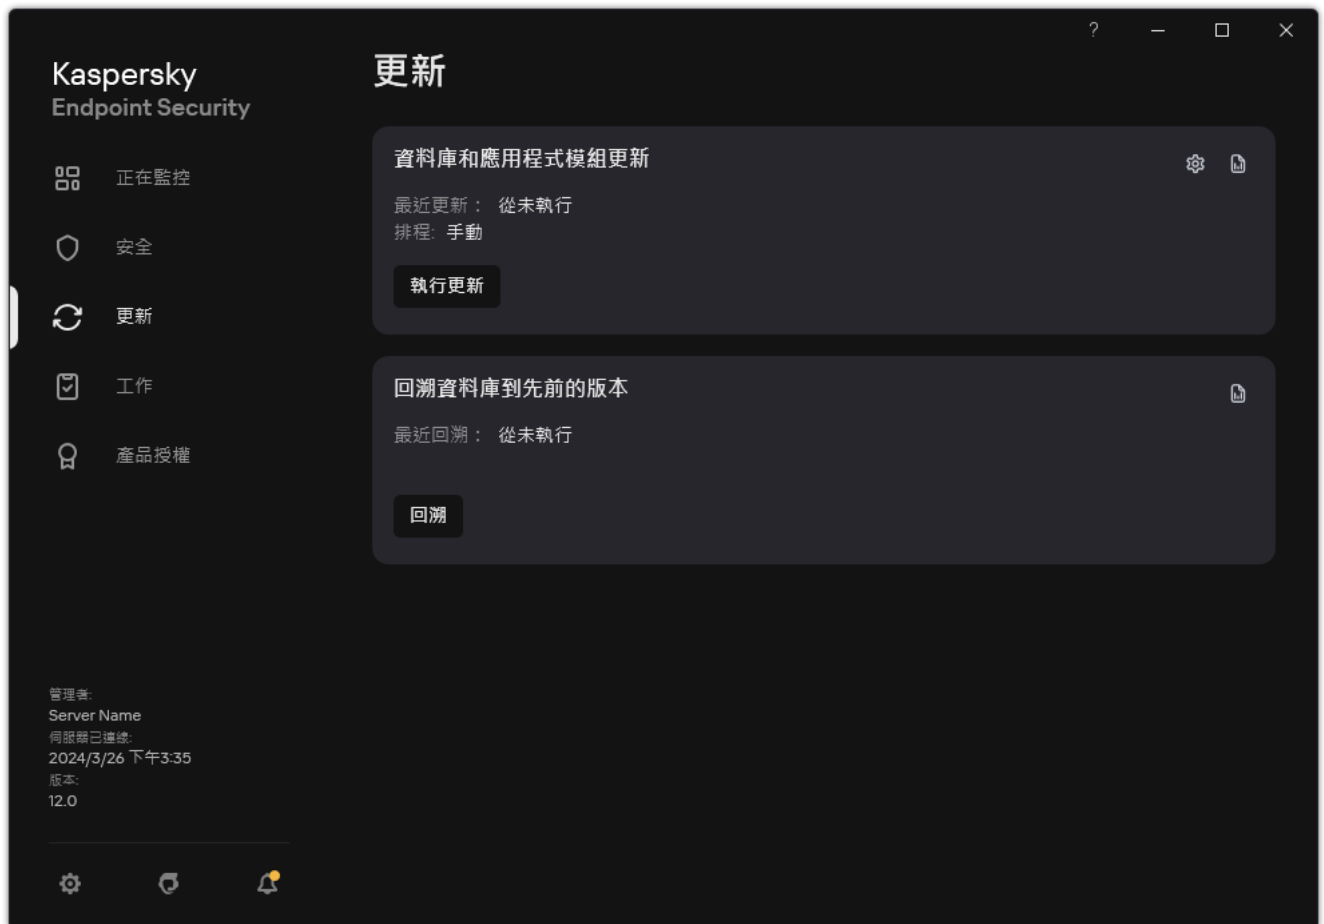 ?
Kaspersky
Endpoint Security
正在監控
安全
更新
工作
產品授權
管理者:
Server Name
伺服器已連線:
2024/3/26 下午3:35
版本:
12.0
更新
資料庫和應用程式模組更新
最近更新： 從未執行
排程: 手動
執行更新
回溯資料庫到先前的版本
最近回溯： 從未執行
回溯